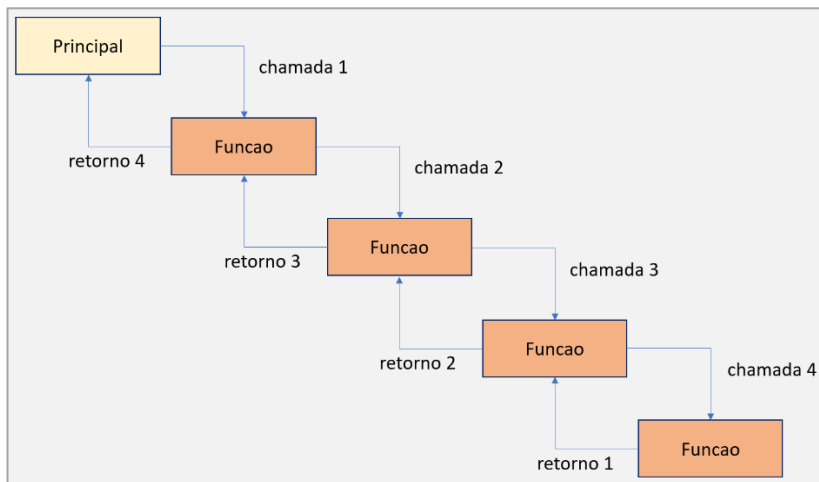 Principal
chamada 1
Funcao
retorno 4
chamada 2
Funcao
retorno 3
chamada 3
Funcao
retorno 2
chamada 4
Funcao
retorno 1